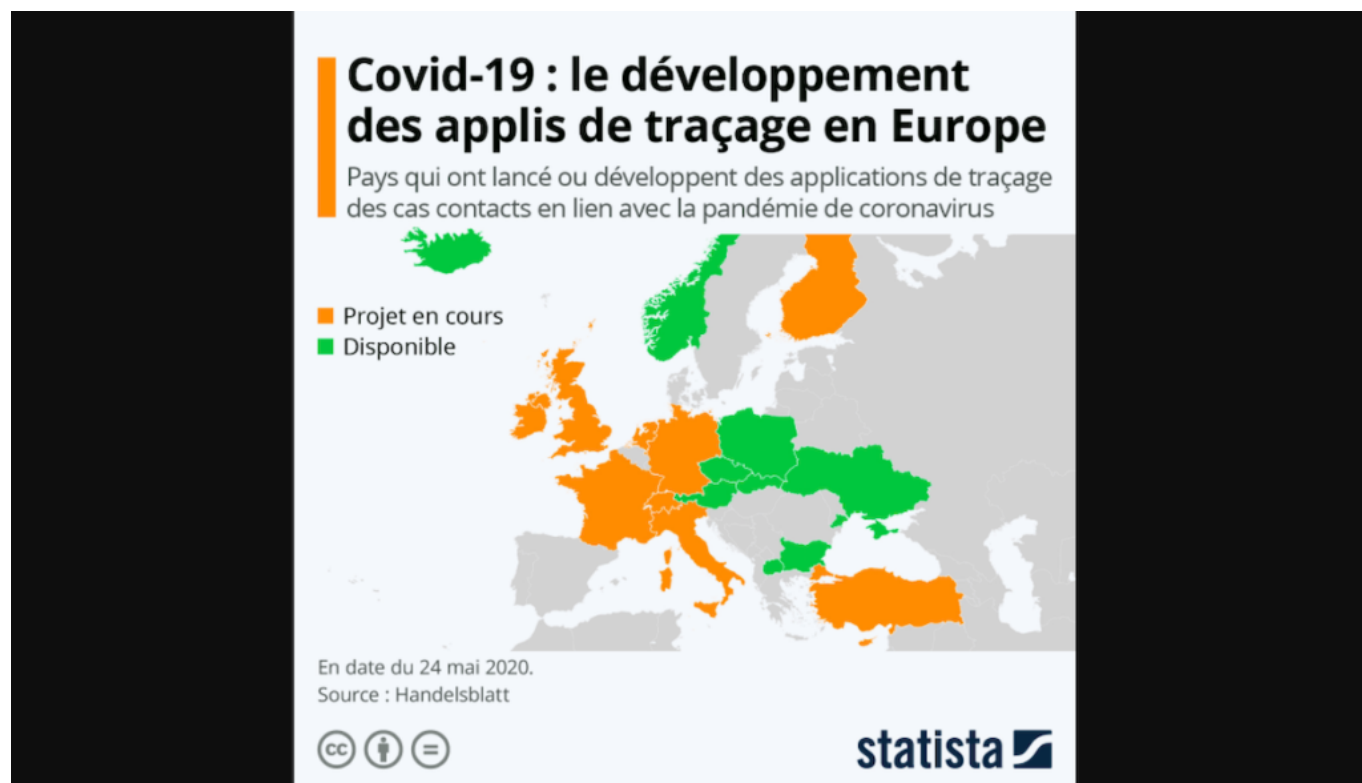 Covid-19 : le développement
des applis de traçage en Europe
Pays qui ont lancé ou développent des applications de traçage
des cas contacts en lien avec la pandémie de coronavirus
Projet en cours
Disponible
En date du 24 mai 2020.
Source : Handelsblatt
cc
statista